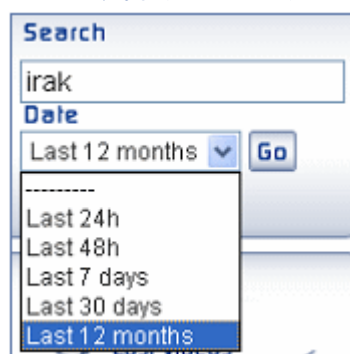 Search
irak
Date
Last 12 months Go
---------
Last 24h
Last 48h
Last 7 days
Last 30 days
Last 12 months